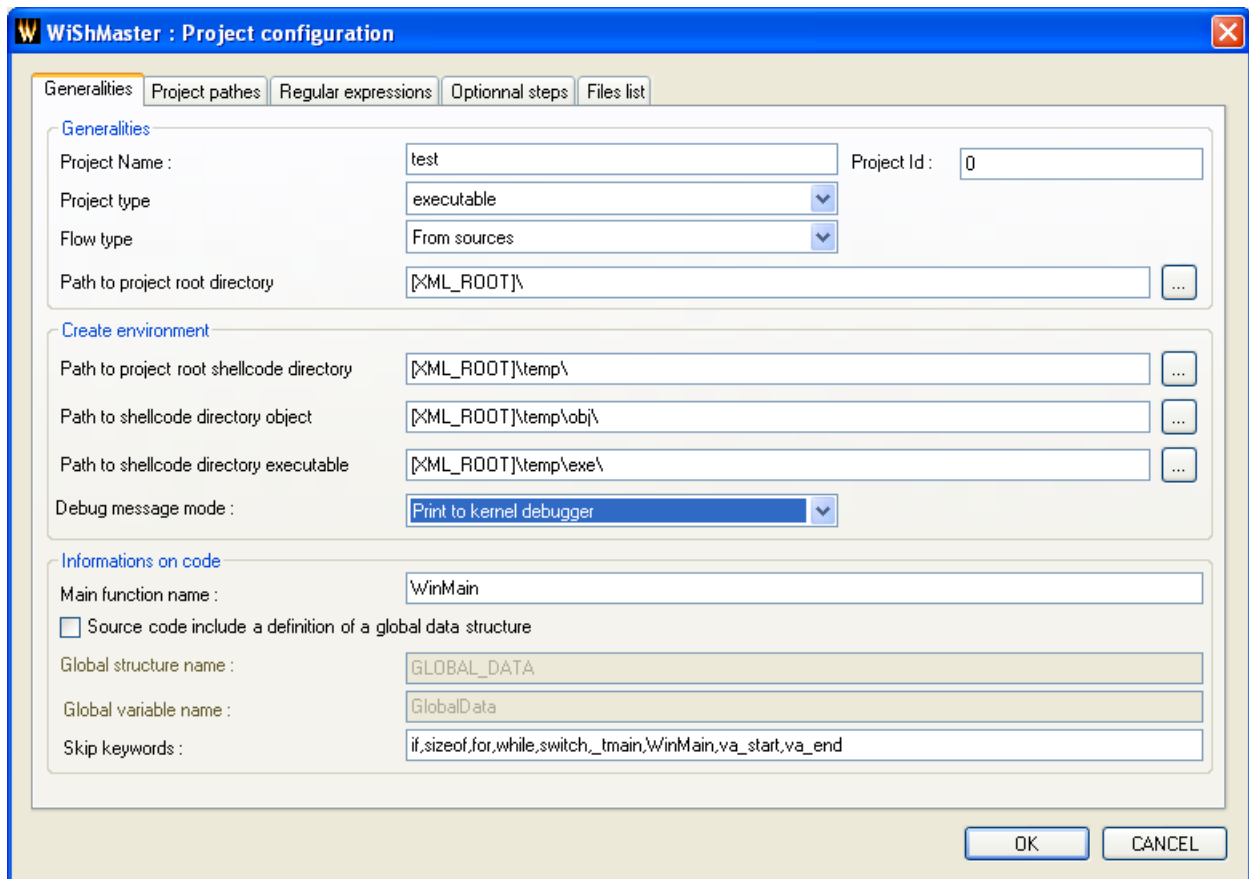 WiShMaster : Project configuration
Generalities Project pathes Regular expressions Optionnal steps Files list
Generalities
Project Name : test Project Id : 0
Project type executable
Flow type From sources
Path to project root directory [XML_ROOT]\ ...
Create environment
Path to project root shellcode directory [XML_ROOT]\temp\ ...
Path to shellcode directory object [XML_ROOT]\temp\obj\ ...
Path to shellcode directory executable [XML_ROOT]\temp\exe\ ...
Debug message mode : Print to kernel debugger
Informations on code
Main function name : WinMain
Source code include a definition of a global data structure
Global structure name : GLOBAL_DATA
Global variable name : GlobalData
Skip keywords : if,sizeof,for,while,switch,_tmain,WinMain,va_start,va_end
OK CANCEL